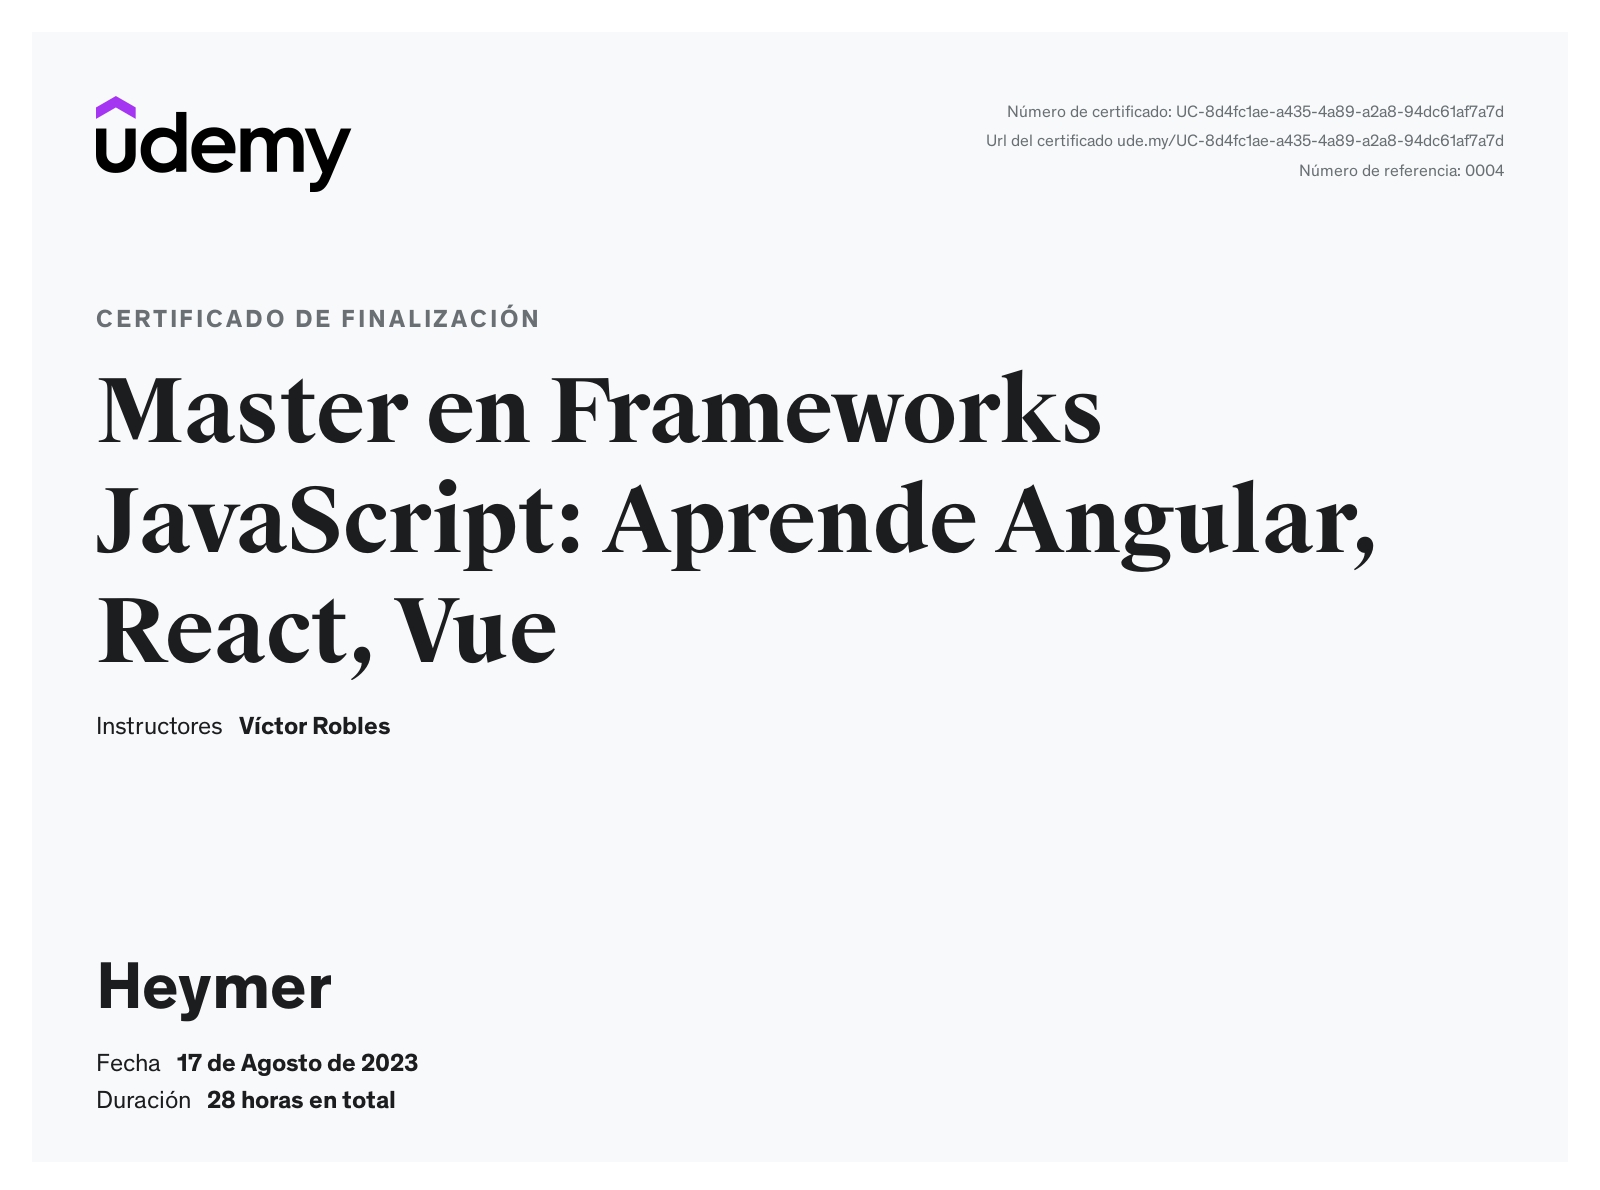 udemy
Número de certificado: UC-8d4fc1ae-a435-4a89-a2a8-94dc61af7a7d
Url del certificado ude.my/UC-8d4fc1ae-a435-4a89-a2a8-94dc61af7a7d
Número de referencia: 0004
CERTIFICADO DE FINALIZACIÓN
Master en Frameworks
JavaScript: Aprende Angular,
React, Vue
Instructores Víctor Robles
Heymer
Fecha 17 de Agosto de 2023
Duración 28 horas en total